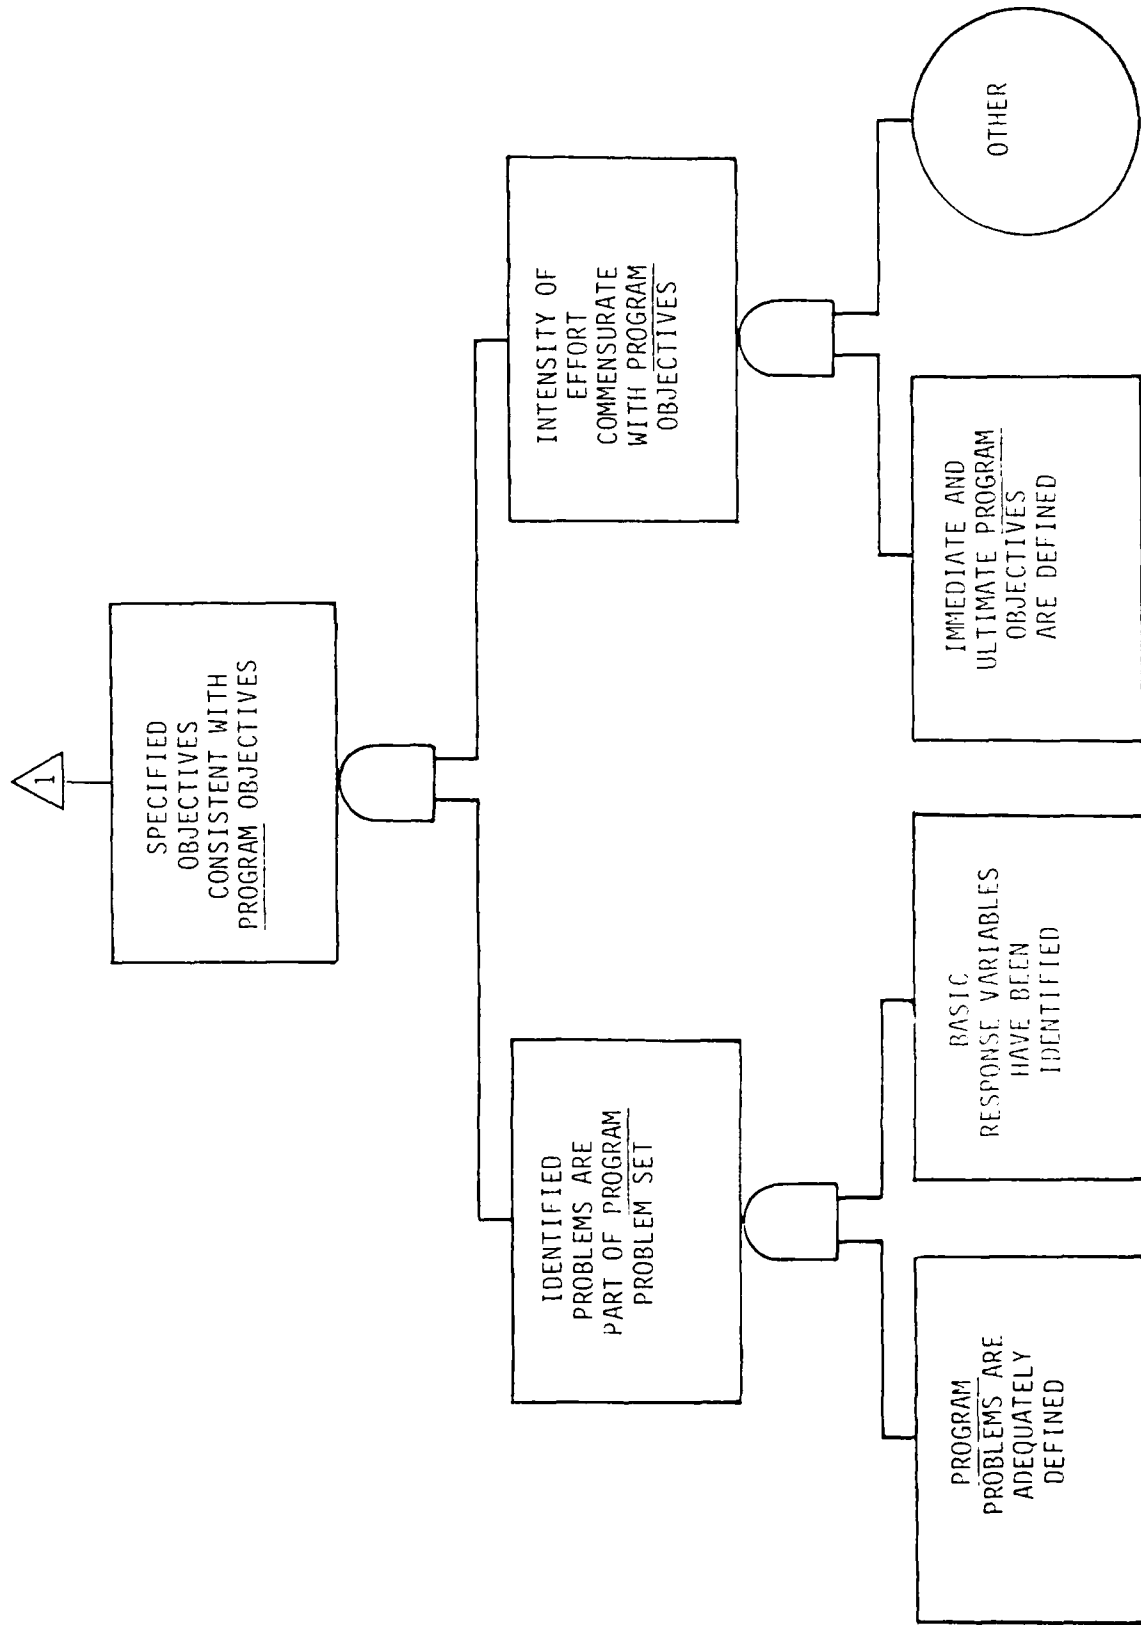 1
SPECIFIED
OBJECTIVES
CONSISTENT WITH
PROGRAM OBJECTIVES
IDENTIFIED
PROBLEMS ARE
PART OF PROGRAM
PROBLEM SET
INTENSITY OF
EFFORT
COMMENSURATE
WITH PROGRAM
OBJECTIVES
PROGRAM
PROBLEMS ARE
ADEQUATELY
DEFINED
BASIC
RESPONSE VARIABLES
HAVE BEEN
IDENTIFIED
IMMEDIATE AND
ULTIMATE PROGRAM
OBJECTIVES
ARE DEFINED
OTHER